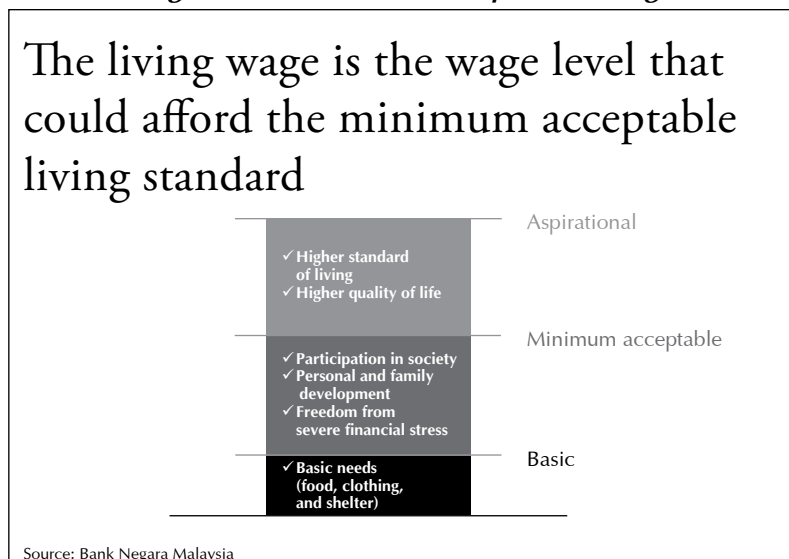 The living wage is the wage level that
could afford the minimum acceptable
living standard
Aspirational
✓ Higher standard
of living
✓ Higher quality of life
Minimum acceptable
✓ Participation in society
✓ Personal and family
development
✓ Freedom from
severe financial stress
Basic
✓ Basic needs
(food, clothing,
and shelter)
Source: Bank Negara Malaysia